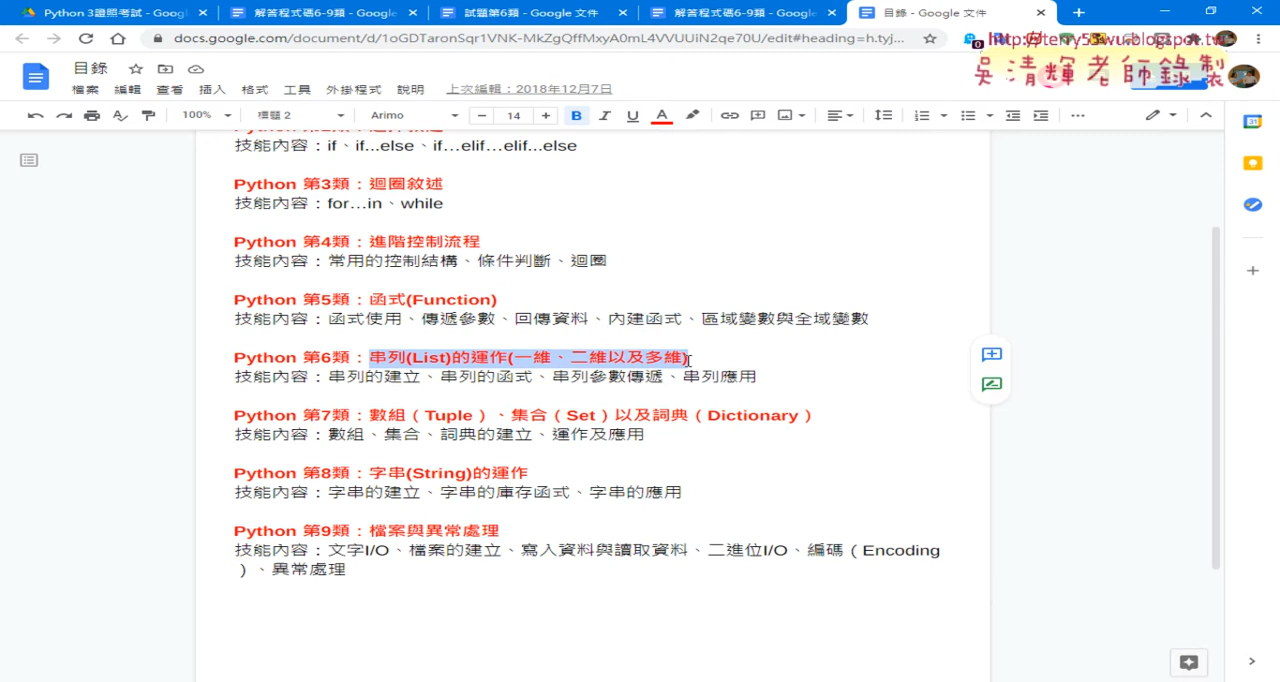 Python 3證照考試 - Googl
解答程式碼6-9類 - Google
試題第6類 - Google 文件
解答程式碼6-9類 - Google
目錄 - Google 文件
docs.google.com/document/d/1oGDTaronSqr1VNK-MkZgQffMxyA0mL4VVUUiN2qe70U/edit#heading=h.tyj...
http://terry55wu.blogspot.tw
吳清輝老師錄製
目錄
檔案 編輯 查看 插入 格式 工具 外掛程式 說明 上次編輯：2018年12月7日
100% 標題 2 Arimo 14 B I U A
技能內容：if、if...else、if…elif…elif...else
Python 第3類：迴圈敘述
技能內容：for…in、while
Python 第4類：進階控制流程
技能內容：常用的控制結構、條件判斷、迴圈
Python 第5類：函式(Function)
技能內容：函式使用、傳遞參數、回傳資料、內建函式、區域變數與全域變數
Python 第6類：串列(List)的運作(一維、二維以及多維)
技能內容：串列的建立、串列的函式、串列參數傳遞、串列應用
Python 第7類：數組（Tuple）、集合（Set）以及詞典（Dictionary）
技能內容：數組、集合、詞典的建立、運作及應用
Python 第8類：字串(String)的運作
技能內容：字串的建立、字串的庫存函式、字串的應用
Python 第9類：檔案與異常處理
技能內容：文字I/O、檔案的建立、寫入資料與讀取資料、二進位I/O、編碼（Encoding
）、異常處理